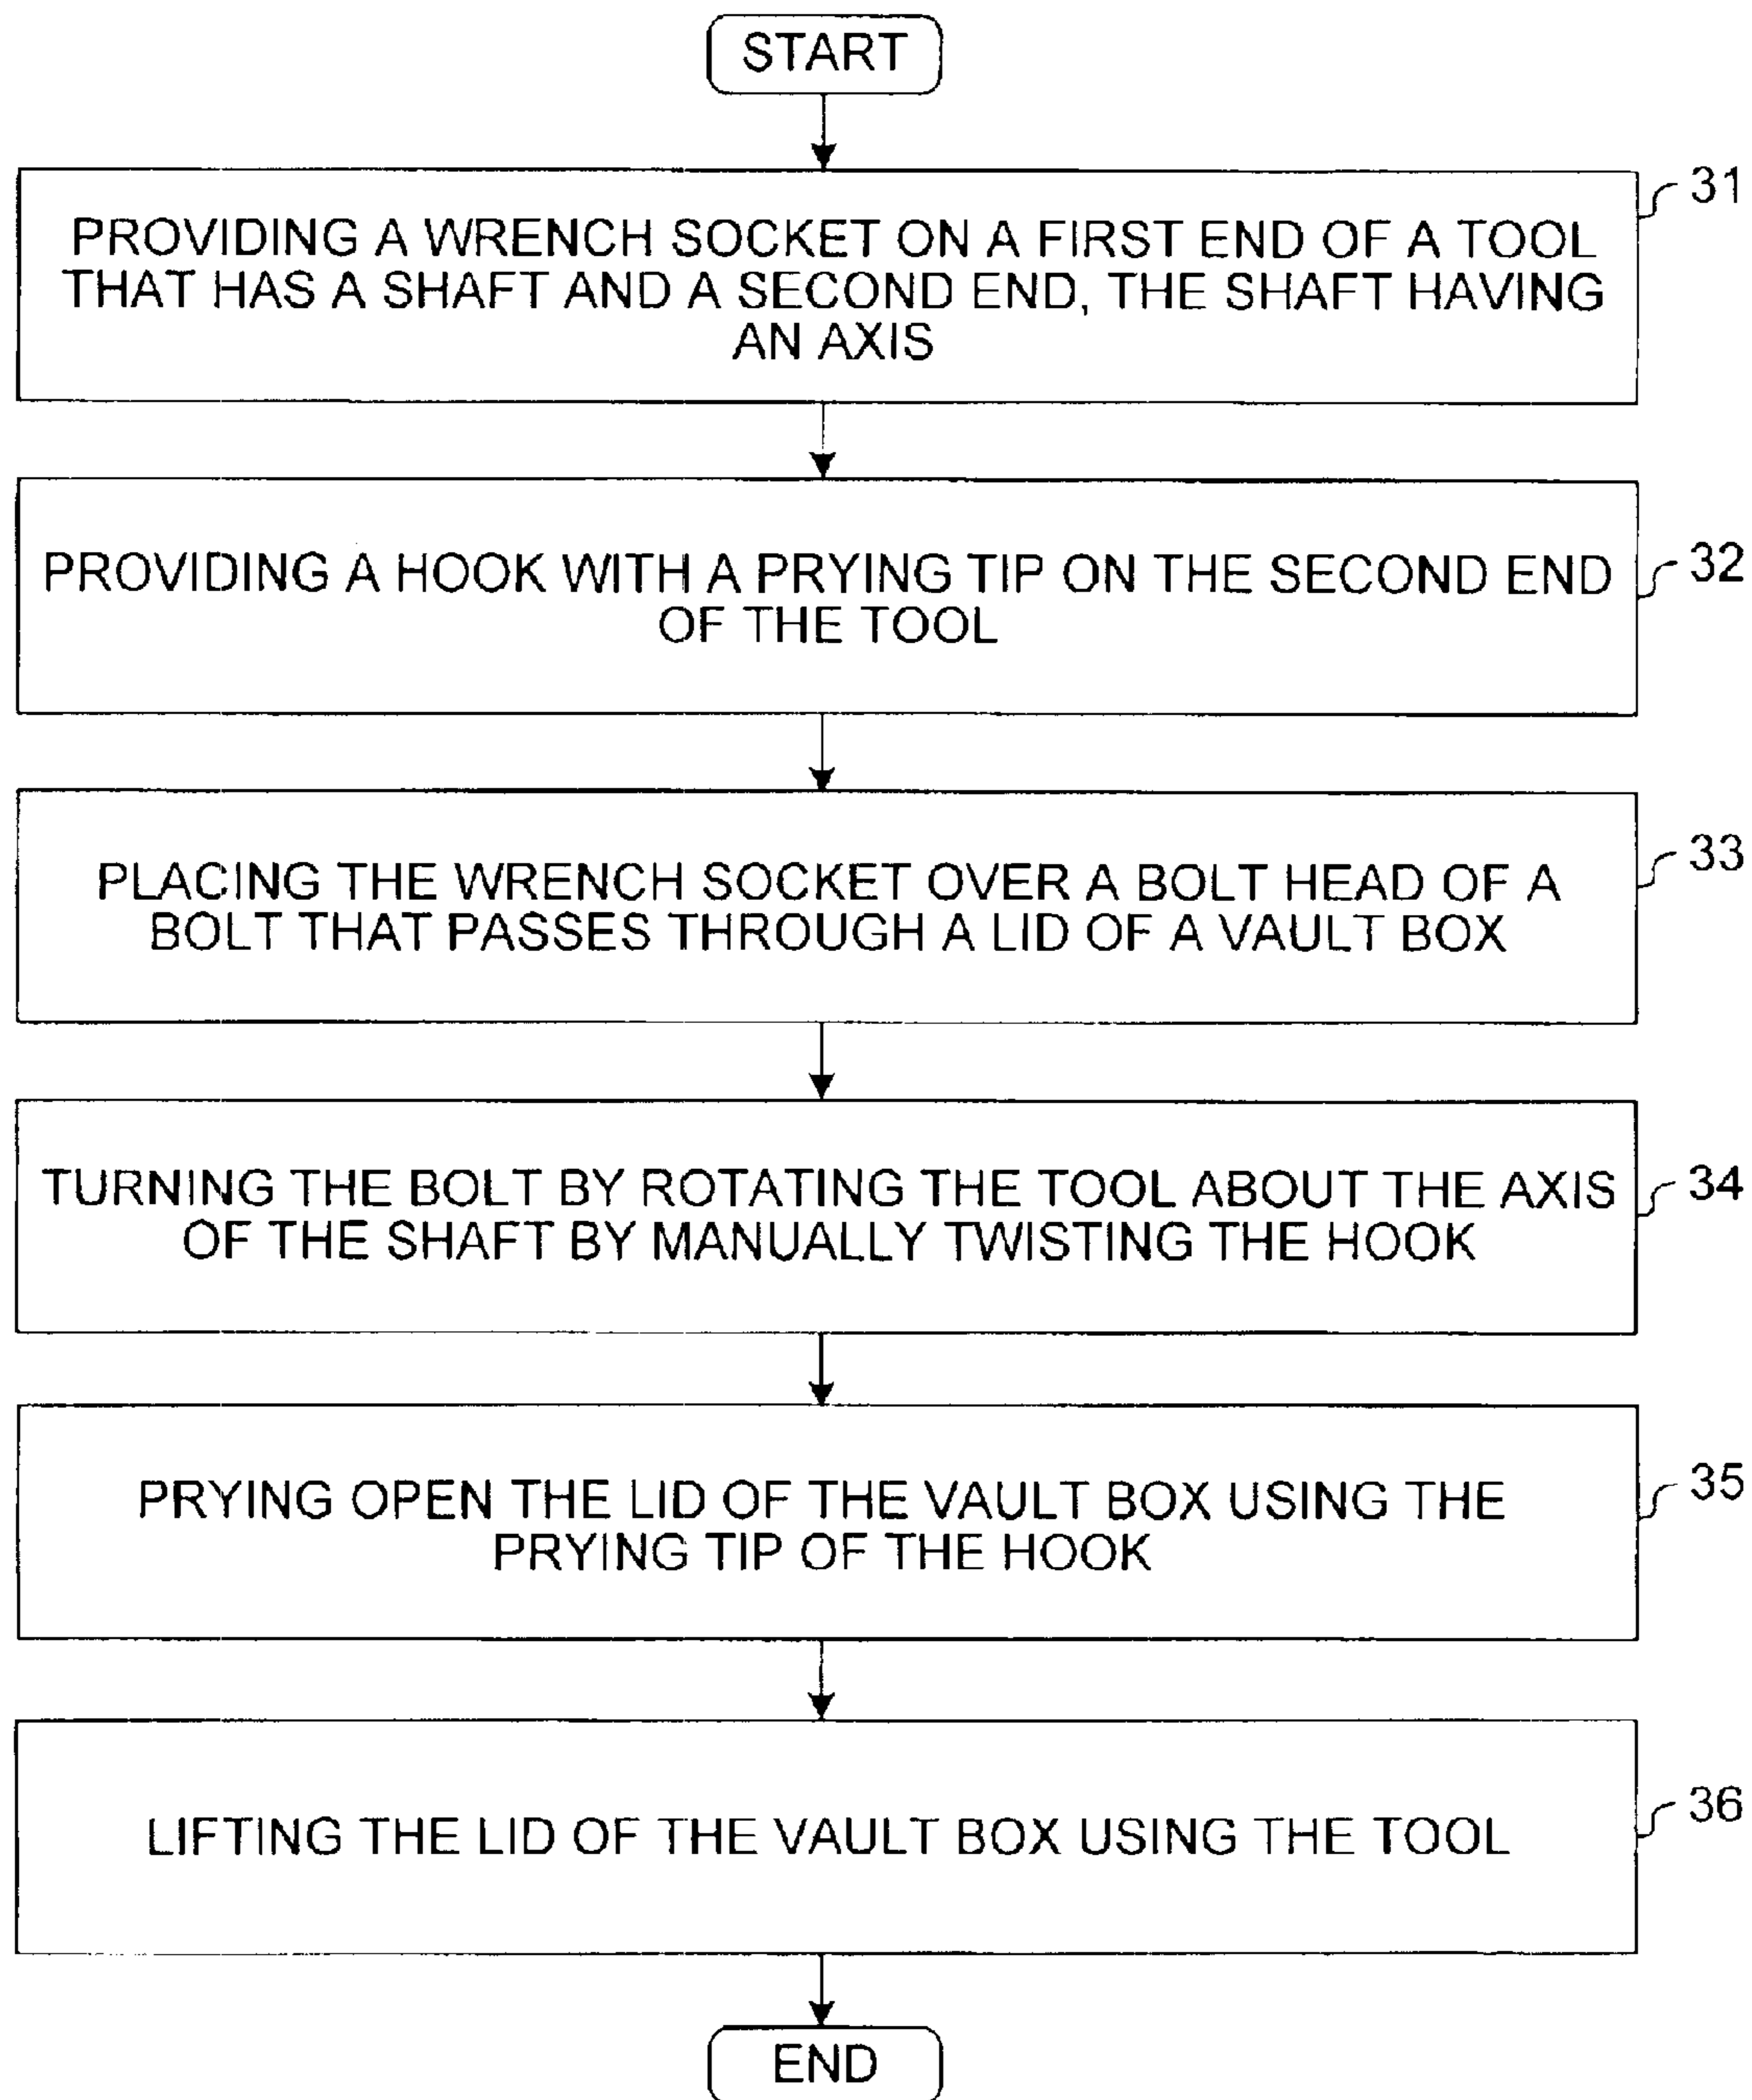 START
31
PROVIDING A WRENCH SOCKET ON A FIRST END OF A TOOL
THAT HAS A SHAFT AND A SECOND END, THE SHAFT HAVING
AN AXIS
32
PROVIDING A HOOK WITH A PRYING TIP ON THE SECOND END
OF THE TOOL
33
PLACING THE WRENCH SOCKET OVER A BOLT HEAD OF A
BOLT THAT PASSES THROUGH A LID OF A VAULT BOX
34
TURNING THE BOLT BY ROTATING THE TOOL ABOUT THE AXIS
OF THE SHAFT BY MANUALLY TWISTING THE HOOK
35
PRYING OPEN THE LID OF THE VAULT BOX USING THE
PRYING TIP OF THE HOOK
36
LIFTING THE LID OF THE VAULT BOX USING THE TOOL
END